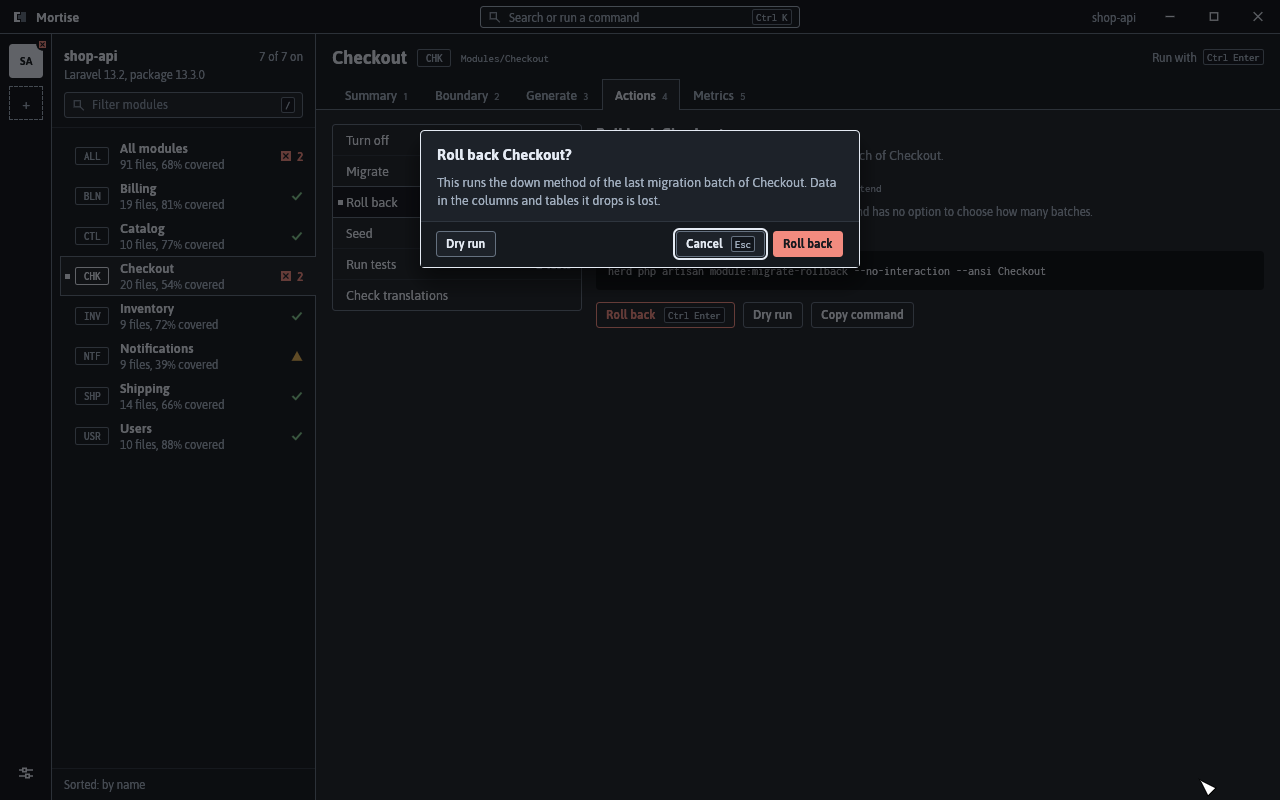 Mortise
Search or run a command
Ctrl K
shop-api
SA
+
shop-api
7 of 7 on
Laravel 13.2, package 13.3.0
Filter modules
/
ALL
All modules
91 files, 68% covered
2
BLN
Billing
19 files, 81% covered
CTL
Catalog
10 files, 77% covered
CHK
Checkout
20 files, 54% covered
2
INV
Inventory
9 files, 72% covered
NTF
Notifications
9 files, 39% covered
SHP
Shipping
14 files, 66% covered
USR
Users
10 files, 88% covered
Sorted: by name
Checkout
CHK
Modules/Checkout
Run with
Ctrl Enter
Summary 1
Boundary 2
Generate 3
Actions 4
Metrics 5
Turn off
Migrate
Roll back
Seed
Run tests
Check translations
Roll back Checkout?
This runs the down method of the last migration batch of Checkout. Data
in the columns and tables it drops is lost.
Dry run
Cancel
Esc
Roll back
of Checkout.
has no option to choose how many batches.
herd php artisan module:migrate-rollback --no-interaction --ansi Checkout
Roll back
Ctrl Enter
Dry run
Copy command